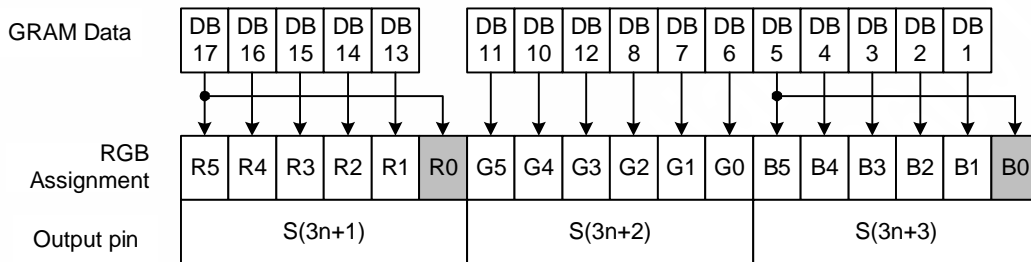 GRAM Data
DB 17 DB 16 DB 15 DB 14 DB 13 DB 11 DB 10 DB 12 DB 8 DB 7 DB 6 DB 5 DB 4 DB 3 DB 2 DB 1
RGB Assignment
R5 R4 R3 R2 R1 R0 G5 G4 G3 G2 G1 G0 B5 B4 B3 B2 B1 B0
Output pin
S(3n+1) S(3n+2) S(3n+3)